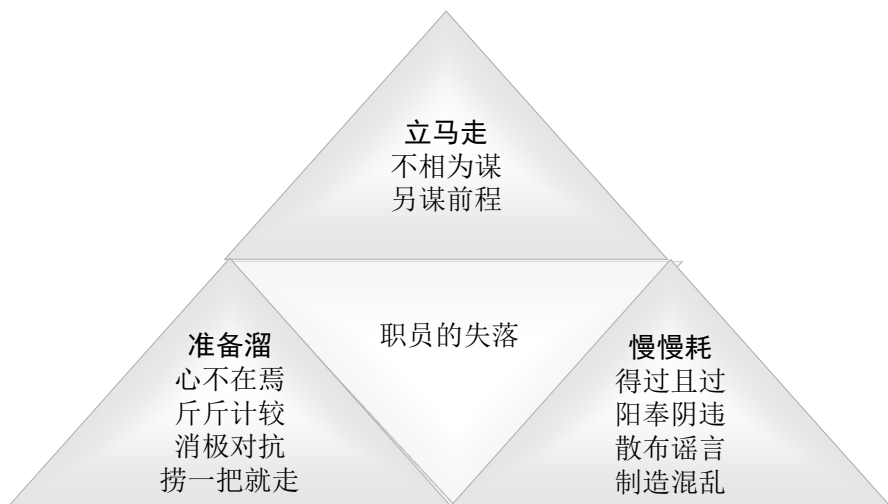 立马走
不相为谋
另谋前程
职员的失落
准备溜
心不在焉
斤斤计较
消极对抗
捞一把就走
慢慢耗
得过且过
阳奉阴违
散布谣言
制造混乱